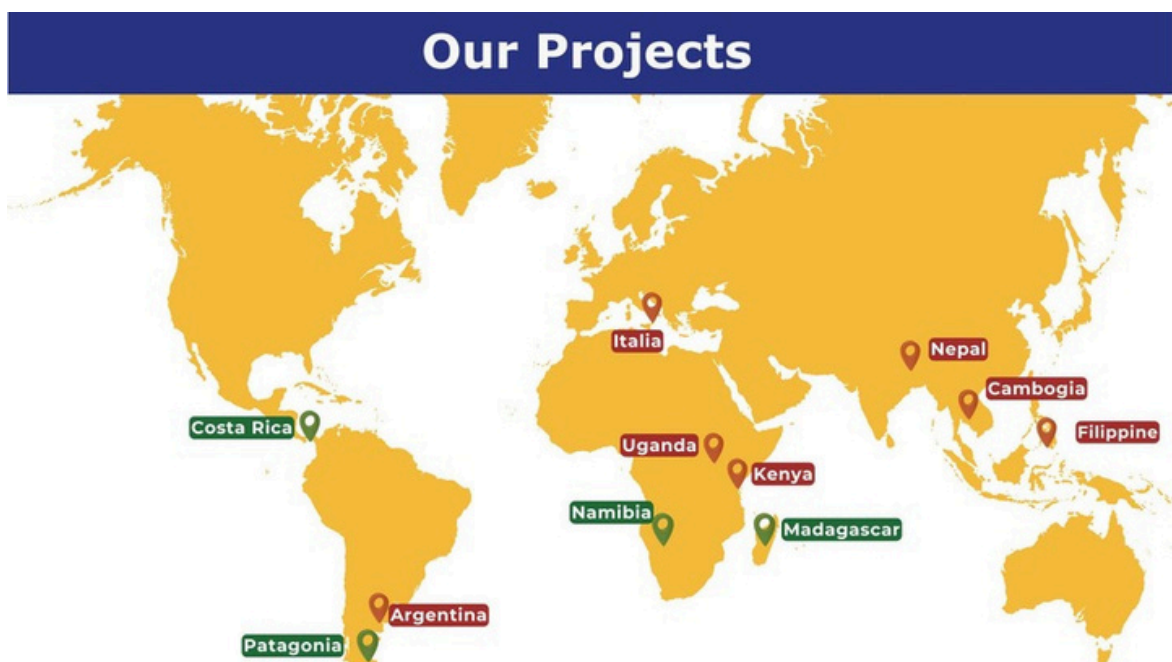 Our Projects
Italia
Nepal
Cambogia
Costa Rica
Filippine
Uganda
Kenya
Namibia
Madagascar
Argentina
Patagonia